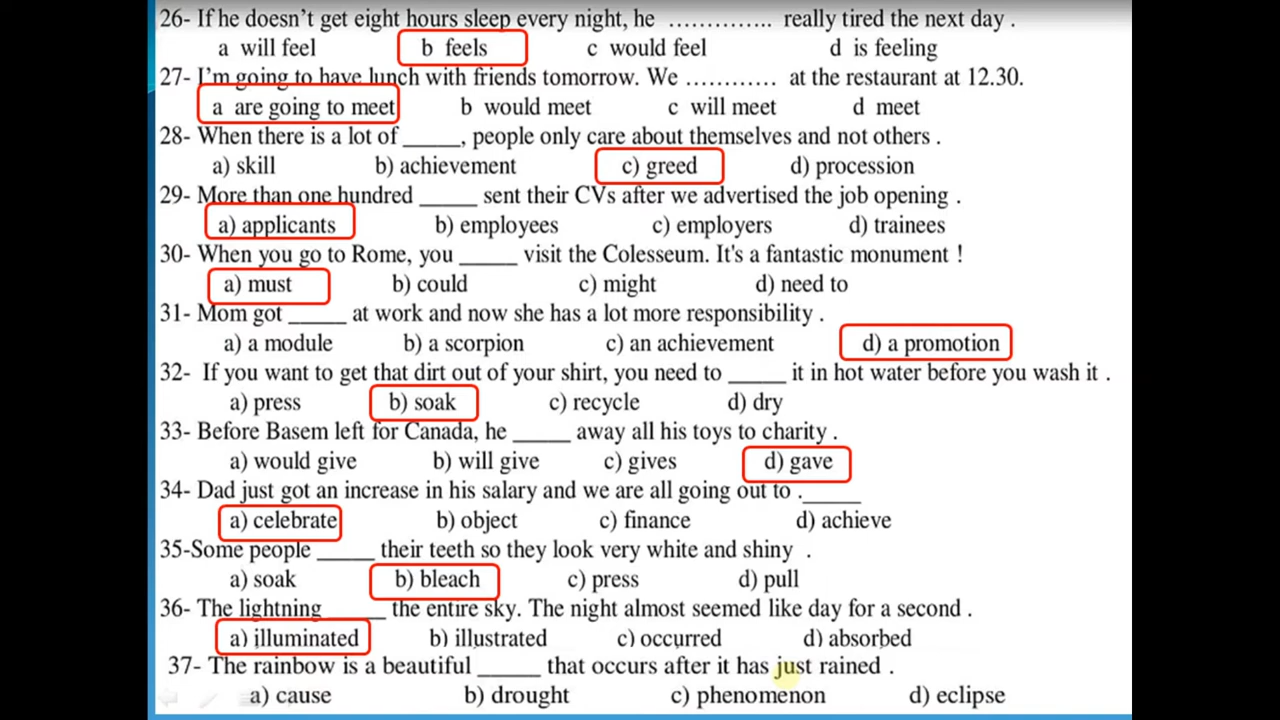 26- If he doesn’t get eight hours sleep every night, he ………….. really tired the next day .
a will feel b feels c would feel d is feeling
27- I’m going to have lunch with friends tomorrow. We ………… at the restaurant at 12.30.
a are going to meet b would meet c will meet d meet
28- When there is a lot of _____, people only care about themselves and not others .
a) skill b) achievement c) greed d) procession
29- More than one hundred _____ sent their CVs after we advertised the job opening .
a) applicants b) employees c) employers d) trainees
30- When you go to Rome, you _____ visit the Colesseum. It's a fantastic monument !
a) must b) could c) might d) need to
31- Mom got _____ at work and now she has a lot more responsibility .
a) a module b) a scorpion c) an achievement d) a promotion
32- If you want to get that dirt out of your shirt, you need to _____ it in hot water before you wash it .
a) press b) soak c) recycle d) dry
33- Before Basem left for Canada, he _____ away all his toys to charity .
a) would give b) will give c) gives d) gave
34- Dad just got an increase in his salary and we are all going out to ._____
a) celebrate b) object c) finance d) achieve
35-Some people _____ their teeth so they look very white and shiny .
a) soak b) bleach c) press d) pull
36- The lightning _____ the entire sky. The night almost seemed like day for a second .
a) illuminated b) illustrated c) occurred d) absorbed
37- The rainbow is a beautiful _____ that occurs after it has just rained .
a) cause b) drought c) phenomenon d) eclipse